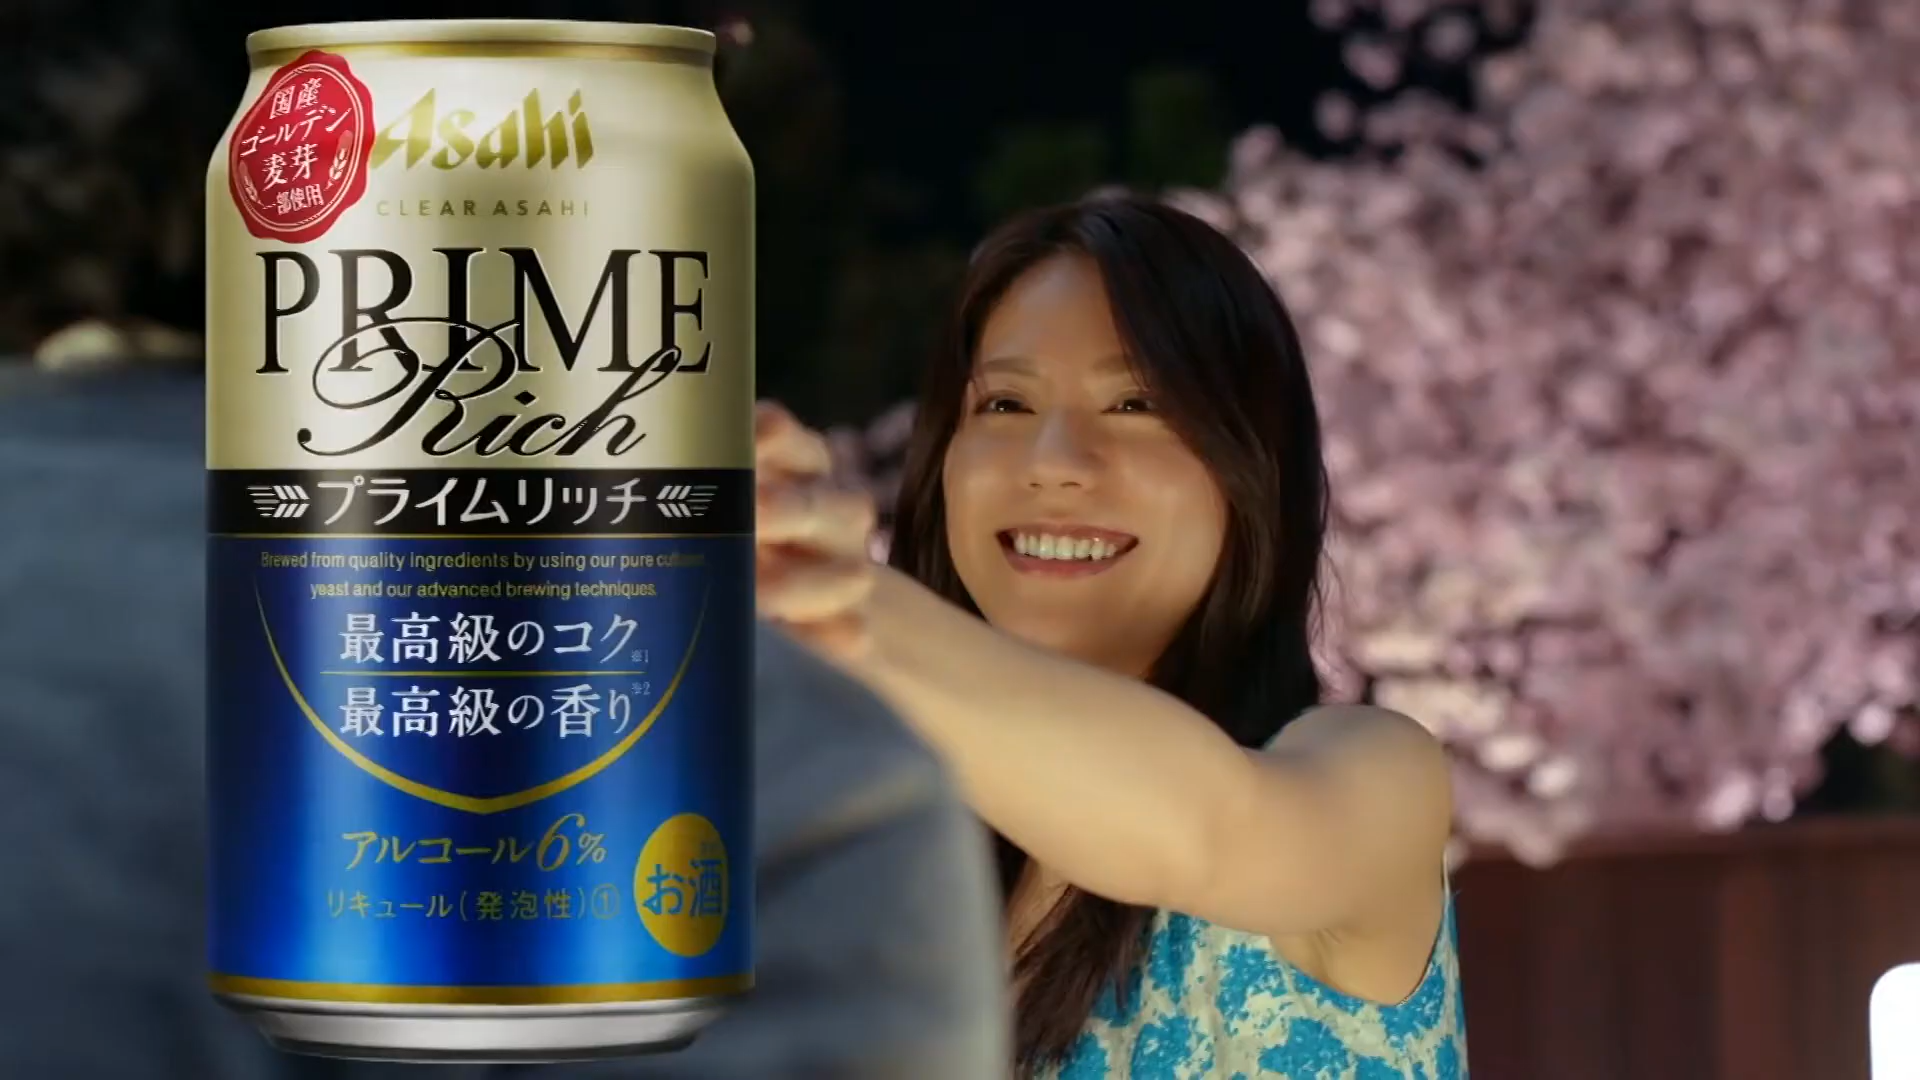 国産
ゴールデン
麦芽
一部使用
Asahi
CLEAR ASAHI
PRIME
Rich
プライムリッチ
Brewed from quality ingredients by using our pure cultured
yeast and our advanced brewing techniques.
最高級のコク※1
最高級の香り※2
アルコール6%
リキュール(発泡性)①
お酒